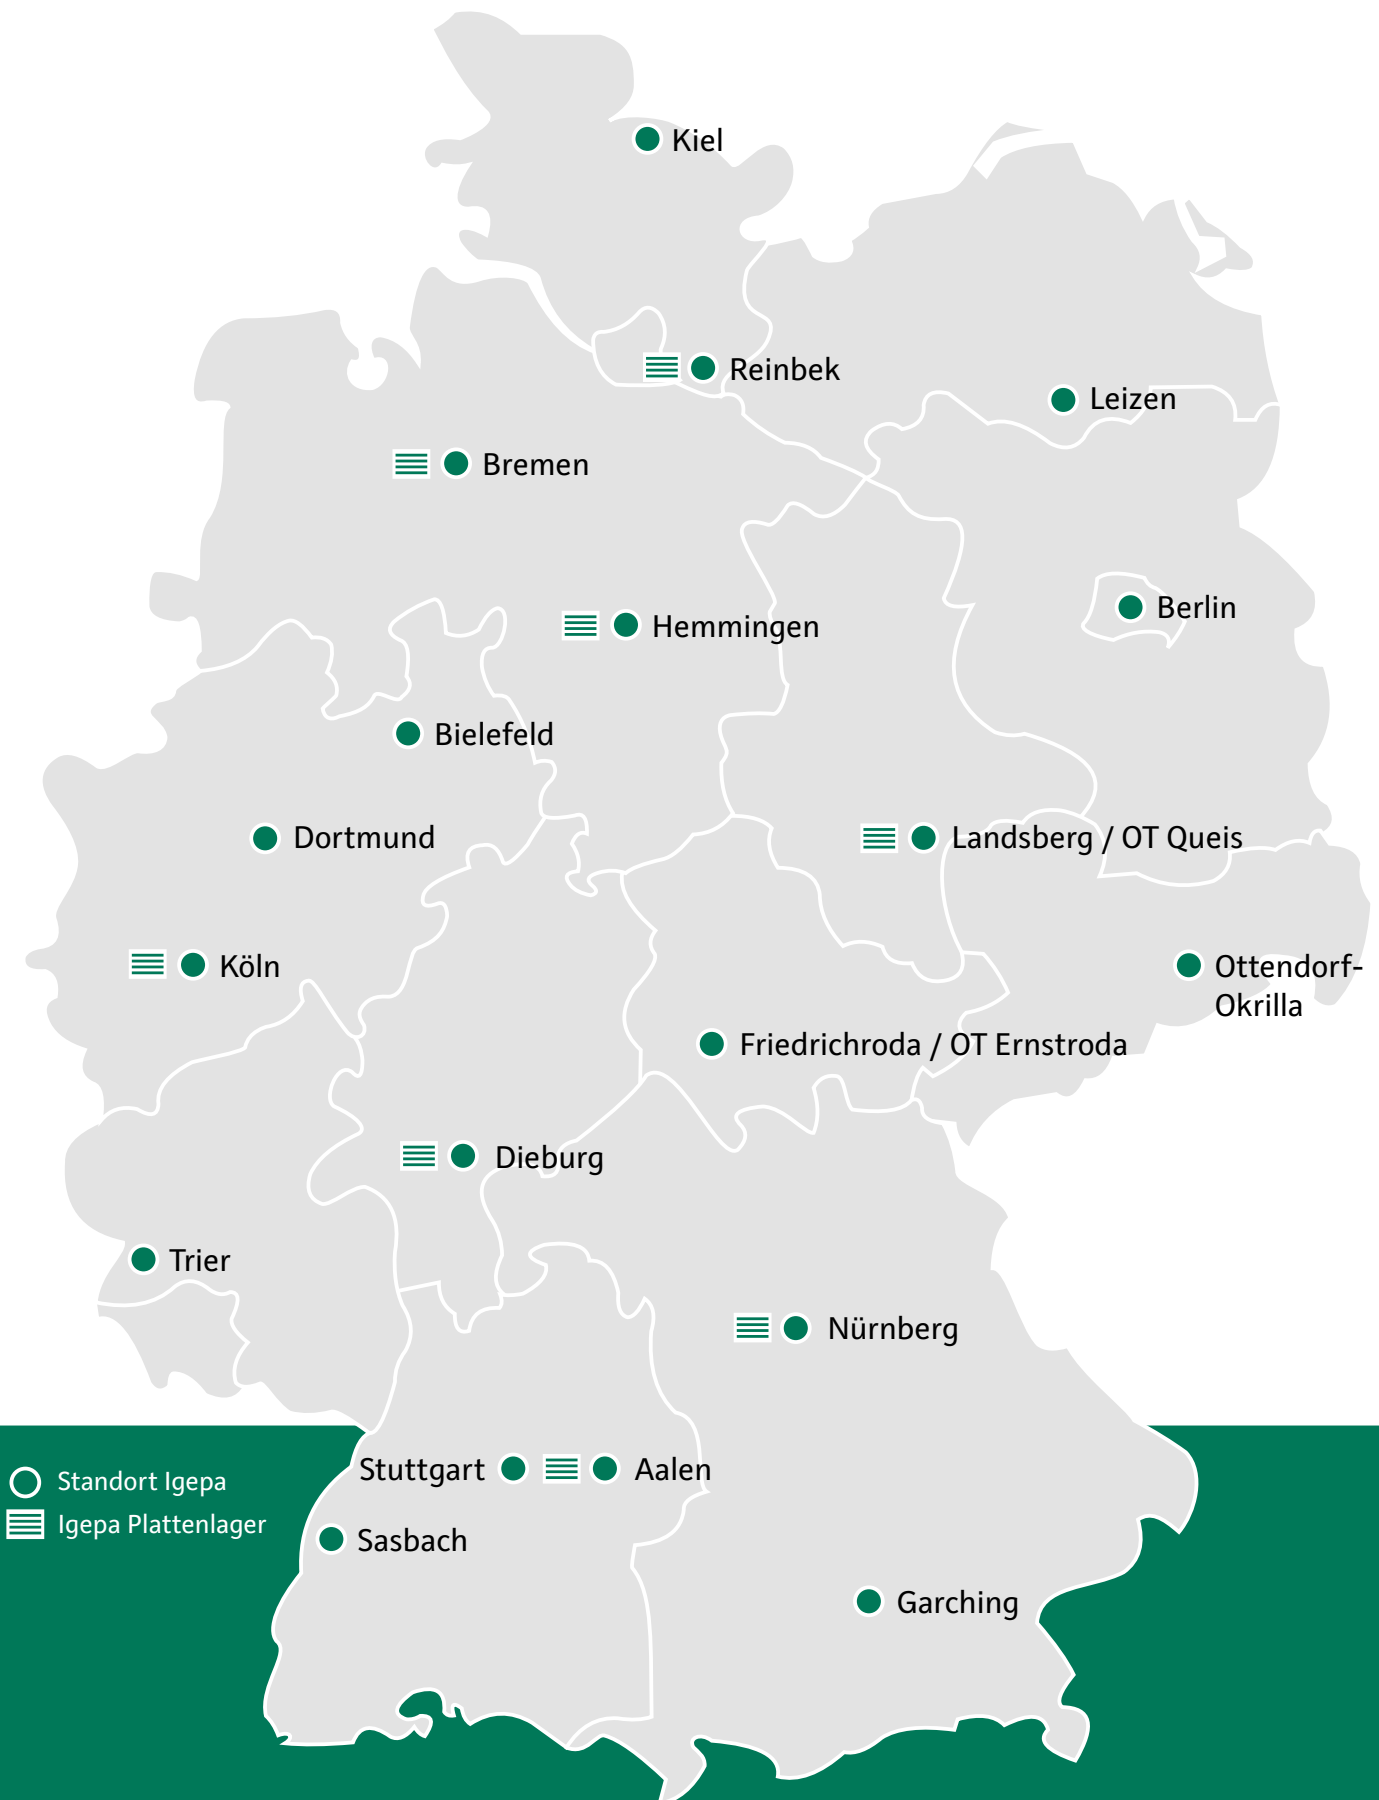 Kiel
Reinbek
Leizen
Bremen
Berlin
Hemmingen
Bielefeld
Dortmund
Landsberg / OT Queis
Köln
Ottendorf-
Okrilla
Friedrichroda / OT Ernstroda
Dieburg
Trier
Nürnberg
Stuttgart
Aalen
Standort Igepa
Igepa Plattenlager
Sasbach
Garching